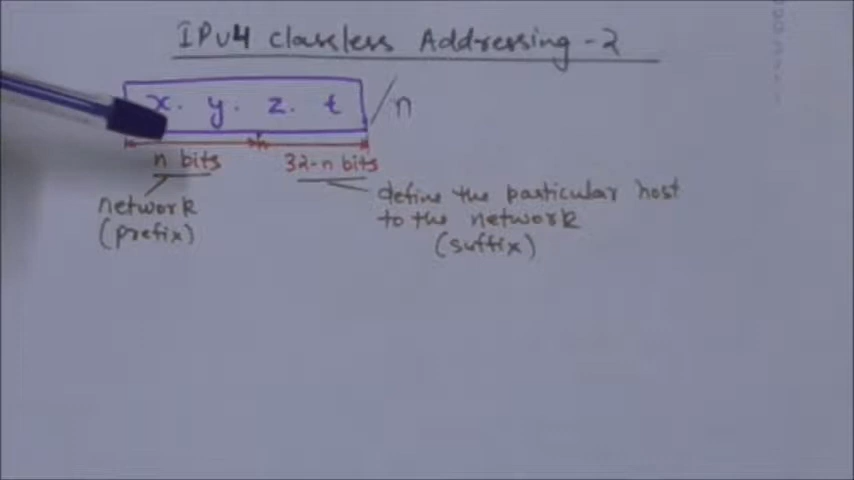 IPv4 Classless Addressing - 2
x. y. z. t /n
n bits 32-n bits
network
(prefix)
define the particular host
to the network
(suffix)